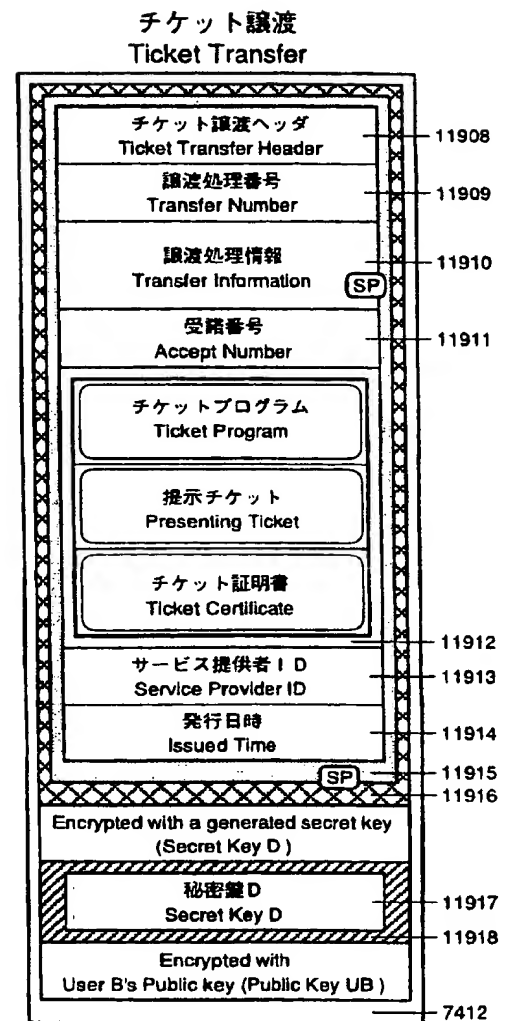 チケット譲渡
Ticket Transfer
チケット譲渡ヘッダ
Ticket Transfer Header
11908
譲渡処理番号
Transfer Number
11909
譲渡処理情報
Transfer Information
11910
SP
受諾番号
Accept Number
11911
チケットプログラム
Ticket Program
提示チケット
Presenting Ticket
チケット証明書
Ticket Certificate
11912
サービス提供者ID
Service Provider ID
11913
発行日時
Issued Time
11914
11915
SP
11916
Encrypted with a generated secret key
(Secret Key D )
秘密鍵D
Secret Key D
11917
11918
Encrypted with
User B's Public key (Public Key UB )
7412